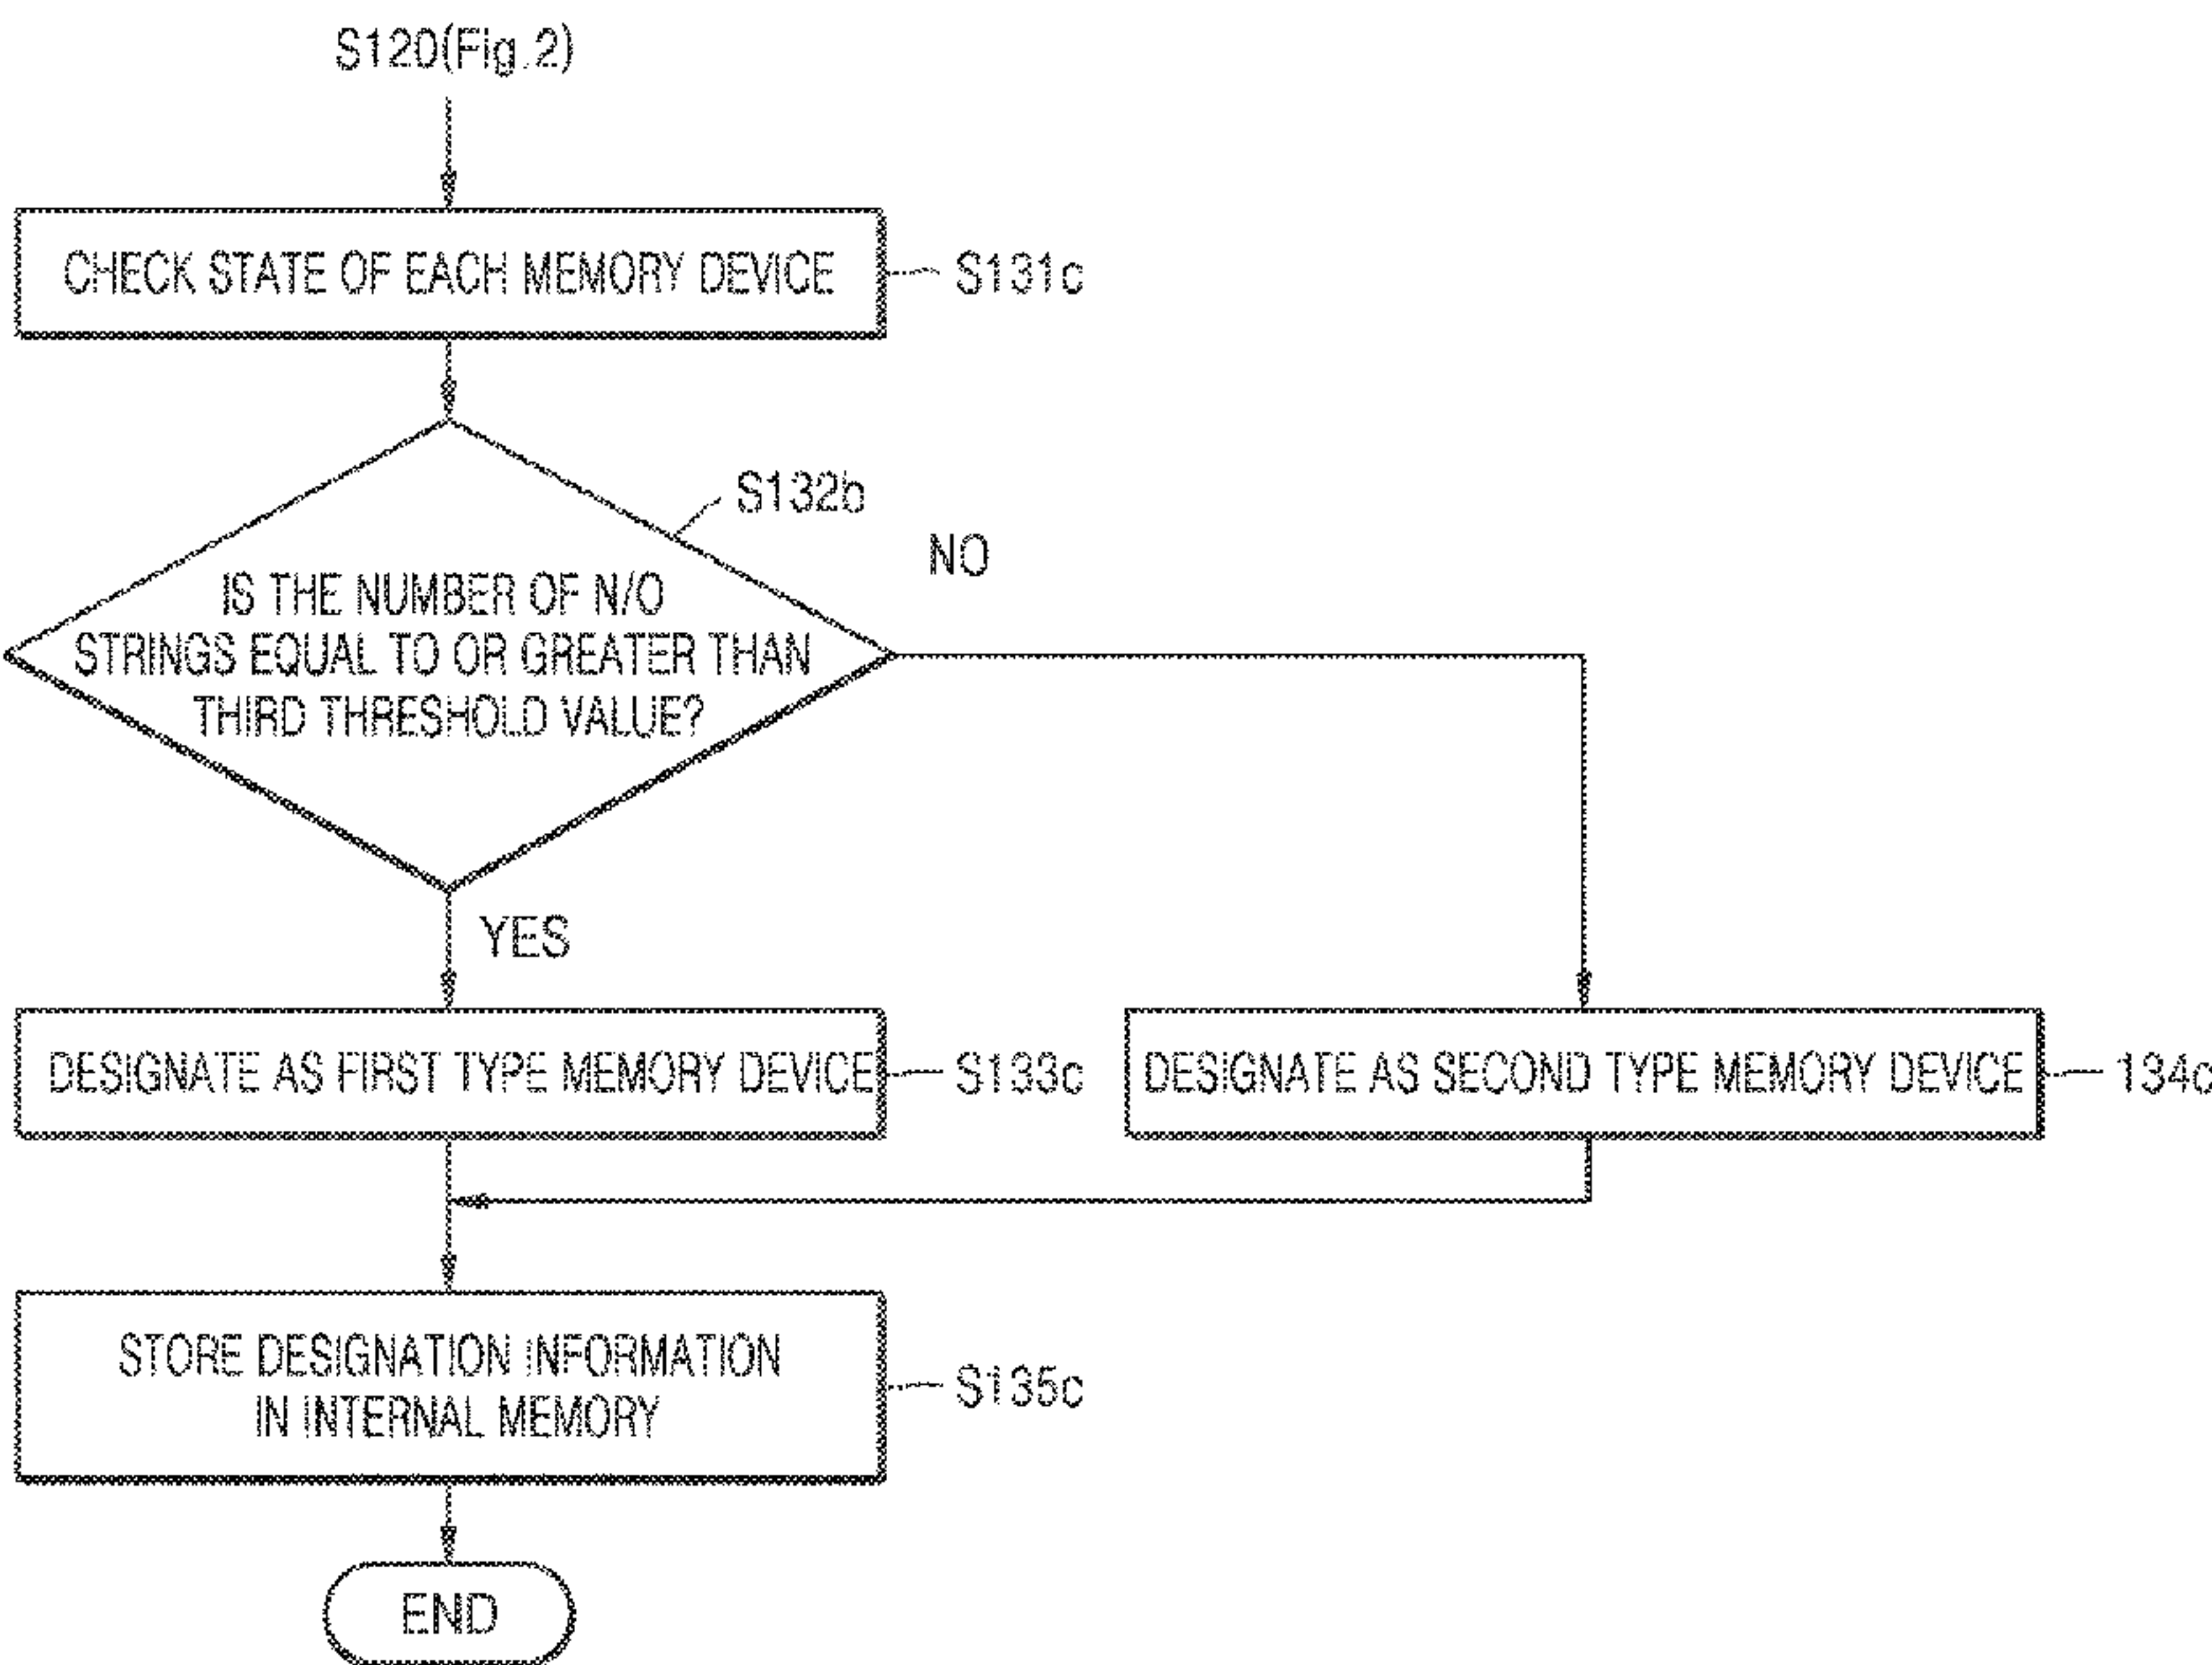 S120(Fig.2)
CHECK STATE OF EACH MEMORY DEVICE
S131c
S132b
NO
IS THE NUMBER OF N/O
STRINGS EQUAL TO OR GREATER THAN
THIRD THRESHOLD VALUE?
YES
DESIGNATE AS FIRST TYPE MEMORY DEVICE
S133c
DESIGNATE AS SECOND TYPE MEMORY DEVICE
134c
STORE DESIGNATION INFORMATION
IN INTERNAL MEMORY
S135c
END